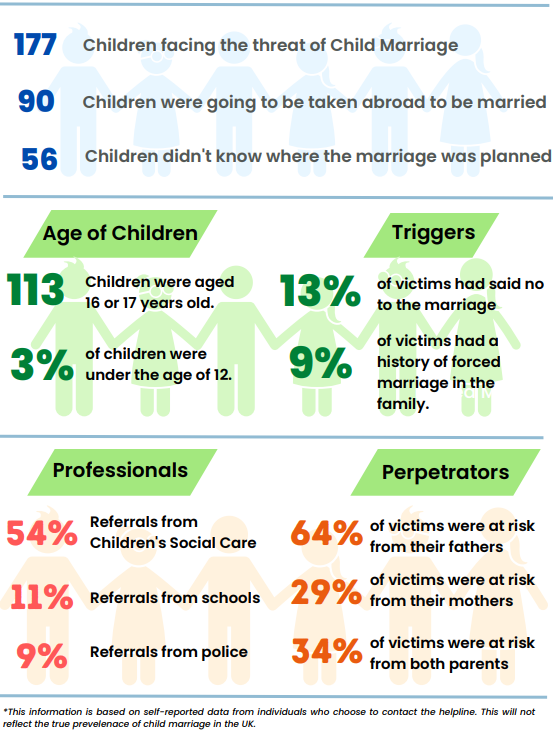 177 Children facing the threat of Child Marriage
90 Children were going to be taken abroad to be married
56 Children didn't know where the marriage was planned
Age of Children
113 Children were aged
16 or 17 years old.
3% of children were
under the age of 12.
Triggers
13% of victims had said no
to the marriage
9% of victims had a
history of forced
marriage in the
family.
Professionals
54% Referrals from
Children's Social Care
11% Referrals from schools
9% Referrals from police
Perpetrators
64% of victims were at risk
from their fathers
29% of victims were at risk
from their mothers
34% of victims were at risk
from both parents
*This information is based on self-reported data from individuals who choose to contact the helpline. This will not
reflect the true prevelenace of child marriage in the UK.